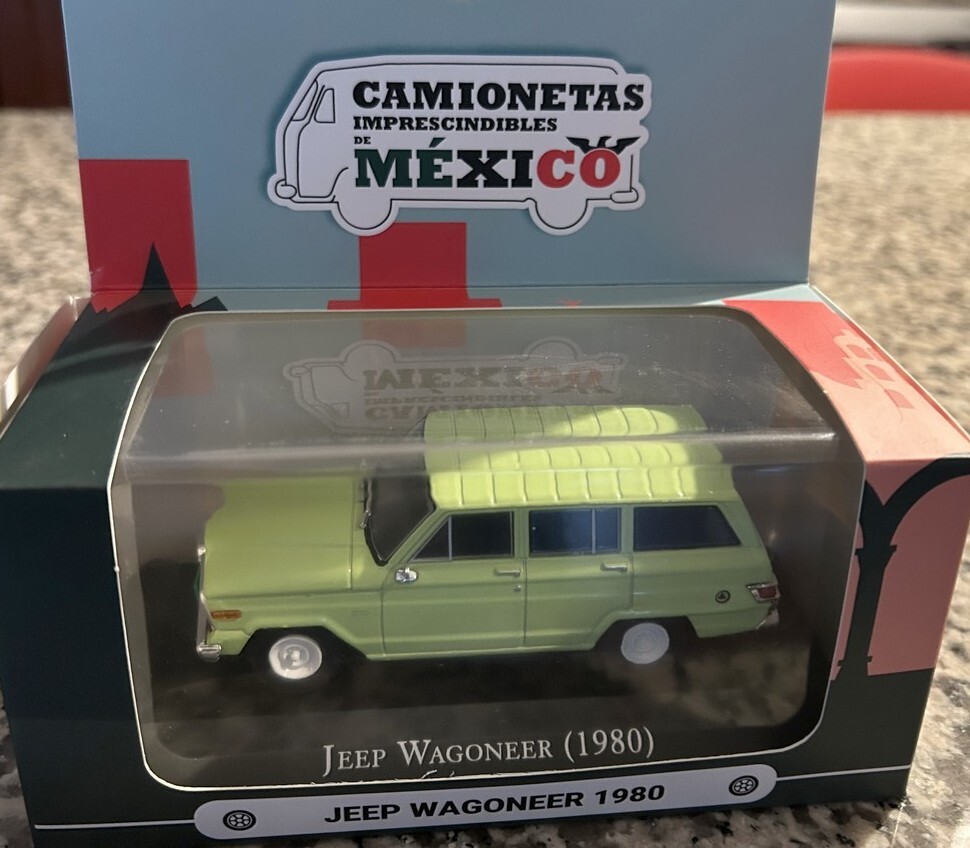 CAMIONETAS
IMPRESCINDIBLES
DE
MÉXICO
JEEP WAGONEER (1980)
JEEP WAGONEER 1980